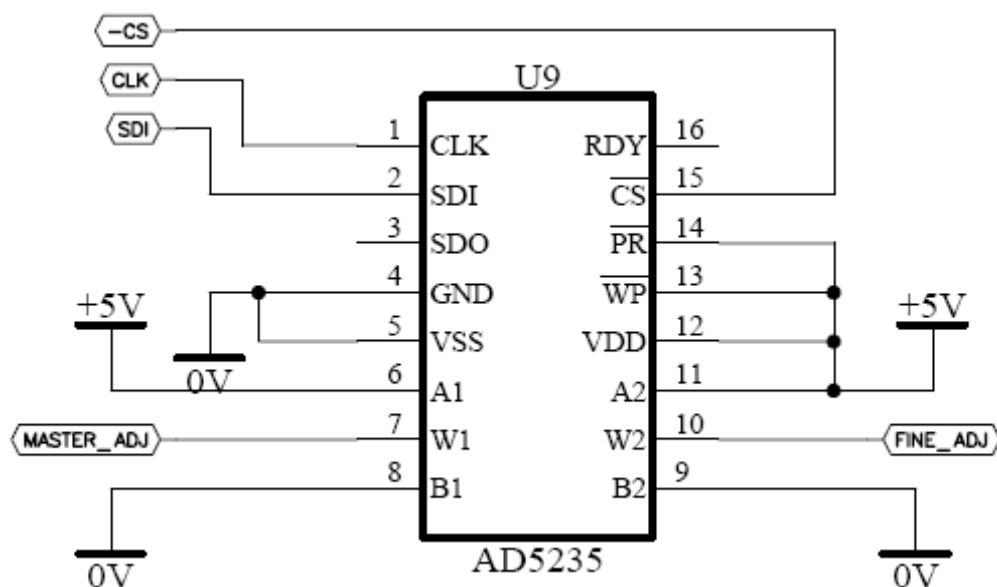 -CS
CLK
SDI
U9
1 CLK
2 SDI
3 SDO
4 GND
5 VSS
6 A1
7 W1
8 B1
RDY 16
CS 15
PR 14
WP 13
VDD 12
A2 11
W2 10
B2 9
+5V
0V
MASTER_ADJ
0V
+5V
FINE_ADJ
0V
AD5235